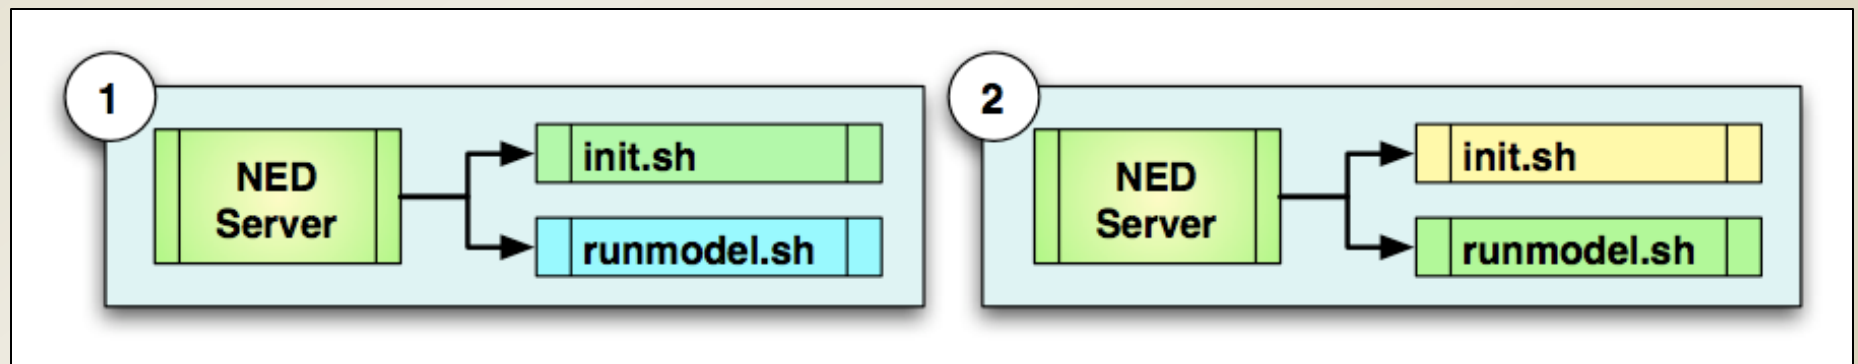 1
NED
Server
init.sh
runmodel.sh
2
NED
Server
init.sh
runmodel.sh